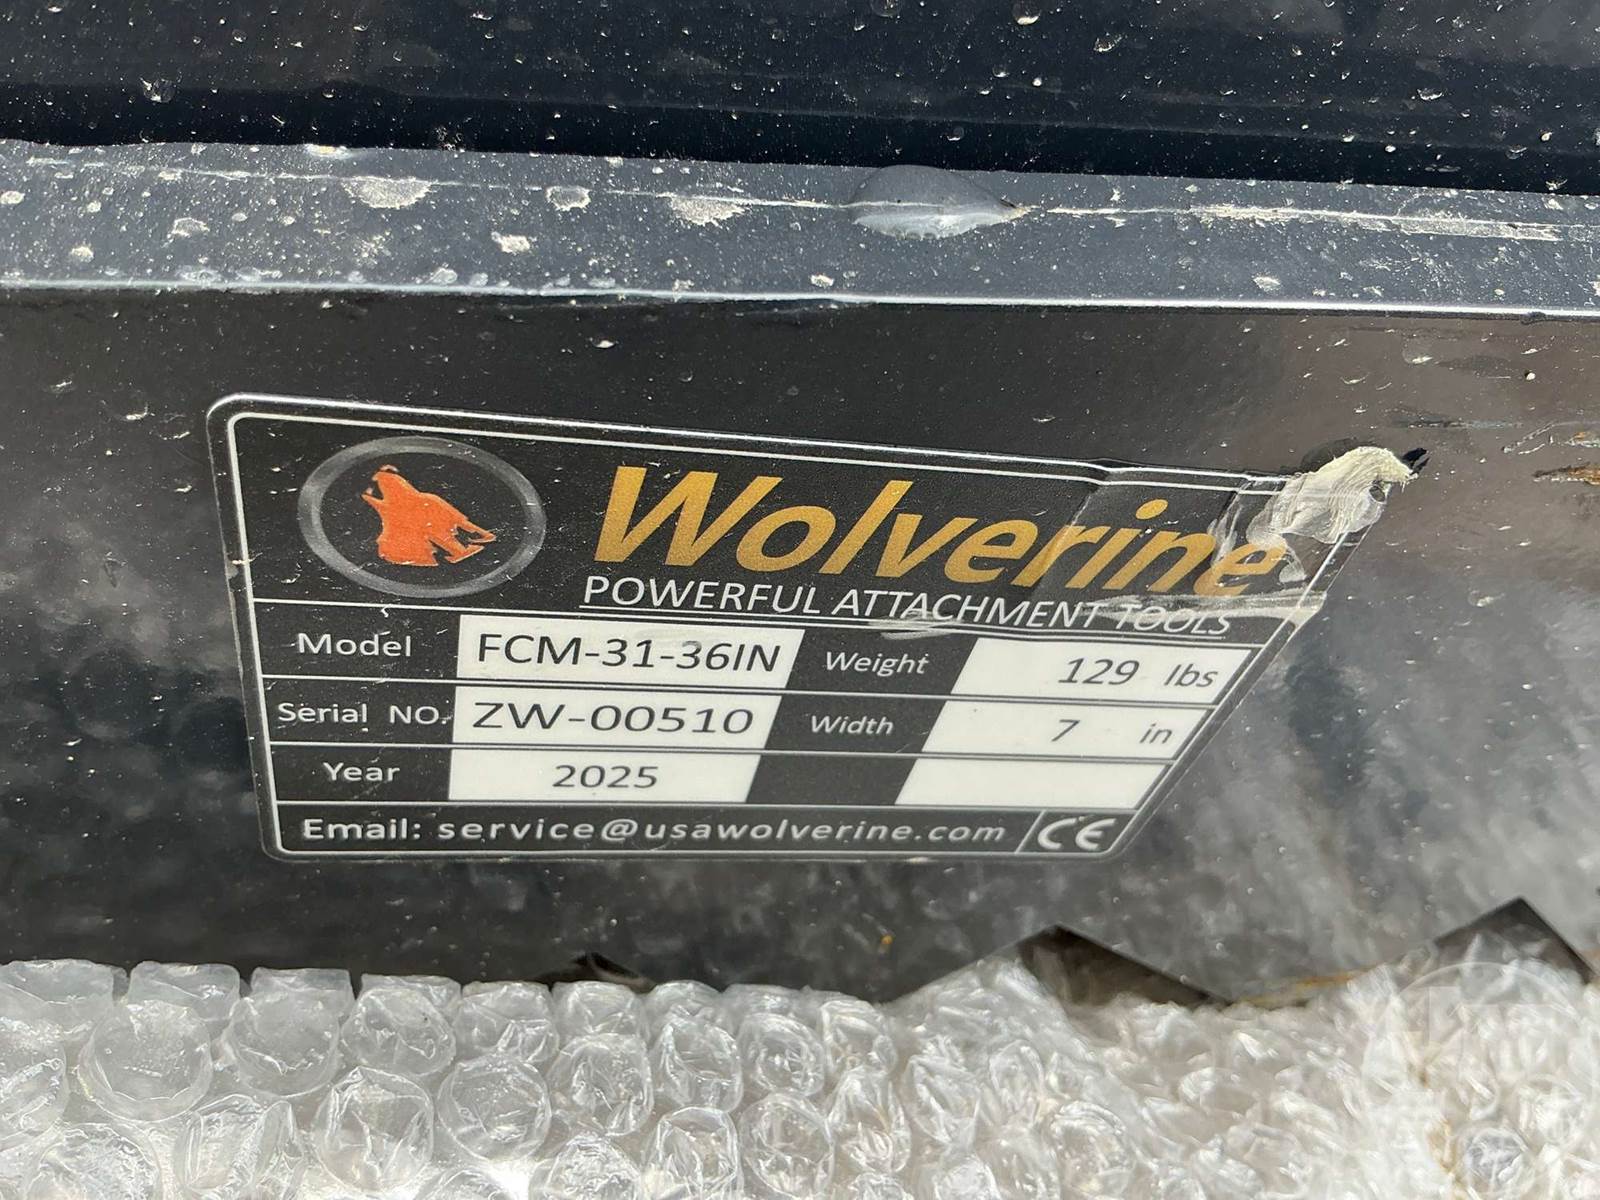 Wolverine
POWERFUL ATTACHMENT TOOLS
Model FCM-31-36IN Weight 129 lbs
Serial NO. ZW-00510 Width 7 in
Year 2025
Email: service@usawolverine.com CE